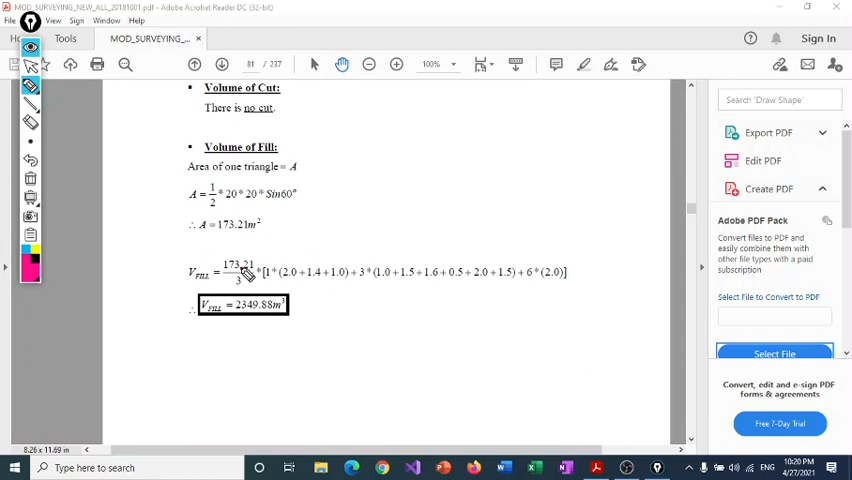 MOD_SURVEYING_NEW_ALL_20181001.pdf - Adobe Acrobat Reader DC (32-bit)
File View Sign Window Help
Tools MOD_SURVEYING_... × Sign In
81 / 237 100%
▪ Volume of Cut:
There is no cut.
▪ Volume of Fill:
Area of one triangle = A
A = 1/2 * 20 * 20 * Sin60°
∴ A = 173.21m²
V_FILL = 173.21/3 * [1 * (2.0 + 1.4 + 1.0) + 3 * (1.0 + 1.5 + 1.6 + 0.5 + 2.0 + 1.5) + 6 * (2.0)]
∴ V_FILL = 2349.88m³
8.26 x 11.69 in
Search 'Draw Shape'
Export PDF
Edit PDF
Create PDF
Adobe PDF Pack
Convert files to PDF and
easily combine them with
other file types with a paid
subscription
Select File to Convert to PDF
Select File
Convert, edit and e-sign PDF
forms & agreements
Free 7-Day Trial
Type here to search
ENG
10:20 PM
4/27/2021